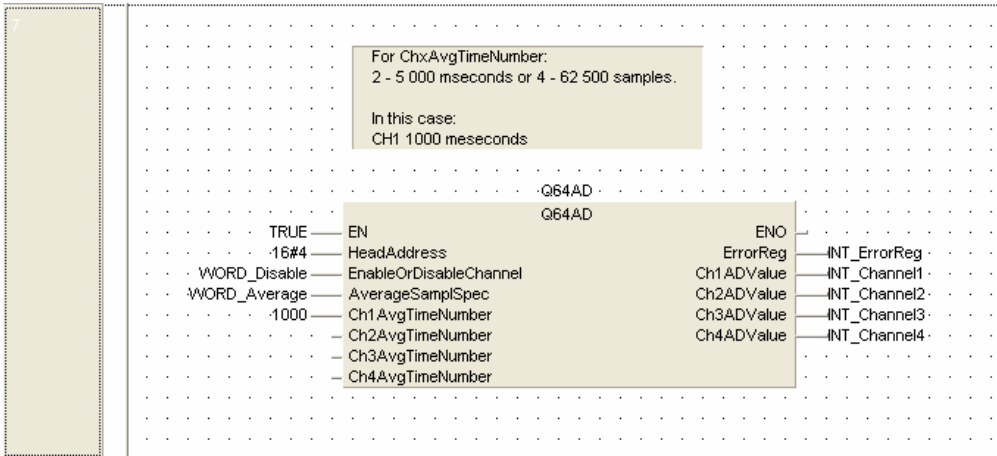 7
For ChxAvgTimeNumber:
2 - 5 000 mseconds or 4 - 62 500 samples.
In this case:
CH1 1000 meseconds
Q64AD
Q64AD
TRUE EN ENO
16#4 HeadAddress ErrorReg INT_ErrorReg
WORD_Disable EnableOrDisableChannel Ch1ADValue INT_Channel1
WORD_Average AverageSamplSpec Ch2ADValue INT_Channel2
1000 Ch1AvgTimeNumber Ch3ADValue INT_Channel3
Ch2AvgTimeNumber Ch4ADValue INT_Channel4
Ch3AvgTimeNumber
Ch4AvgTimeNumber